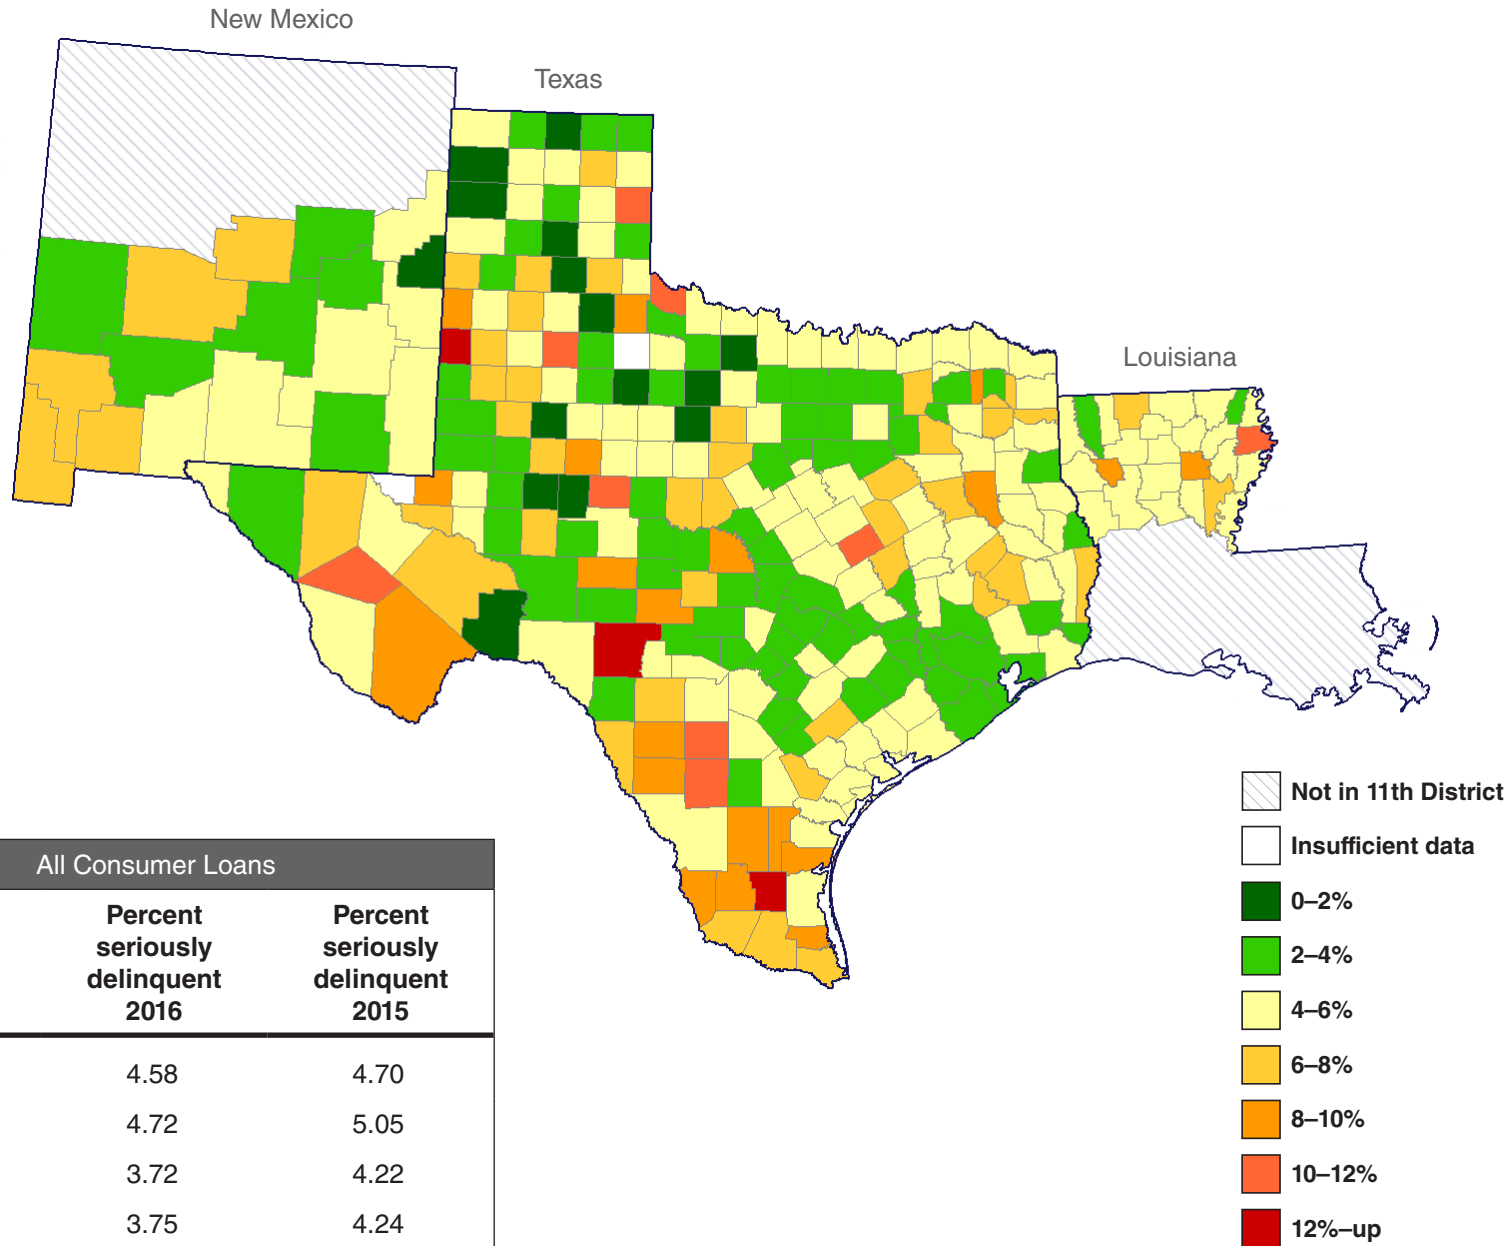 New Mexico
Texas
Louisiana
Not in 11th District
Insufficient data
0–2%
2–4%
4–6%
6–8%
8–10%
10–12%
12%–up
All Consumer Loans
Percent seriously delinquent 2016
Percent seriously delinquent 2015
4.58 4.70
4.72 5.05
3.72 4.22
3.75 4.24